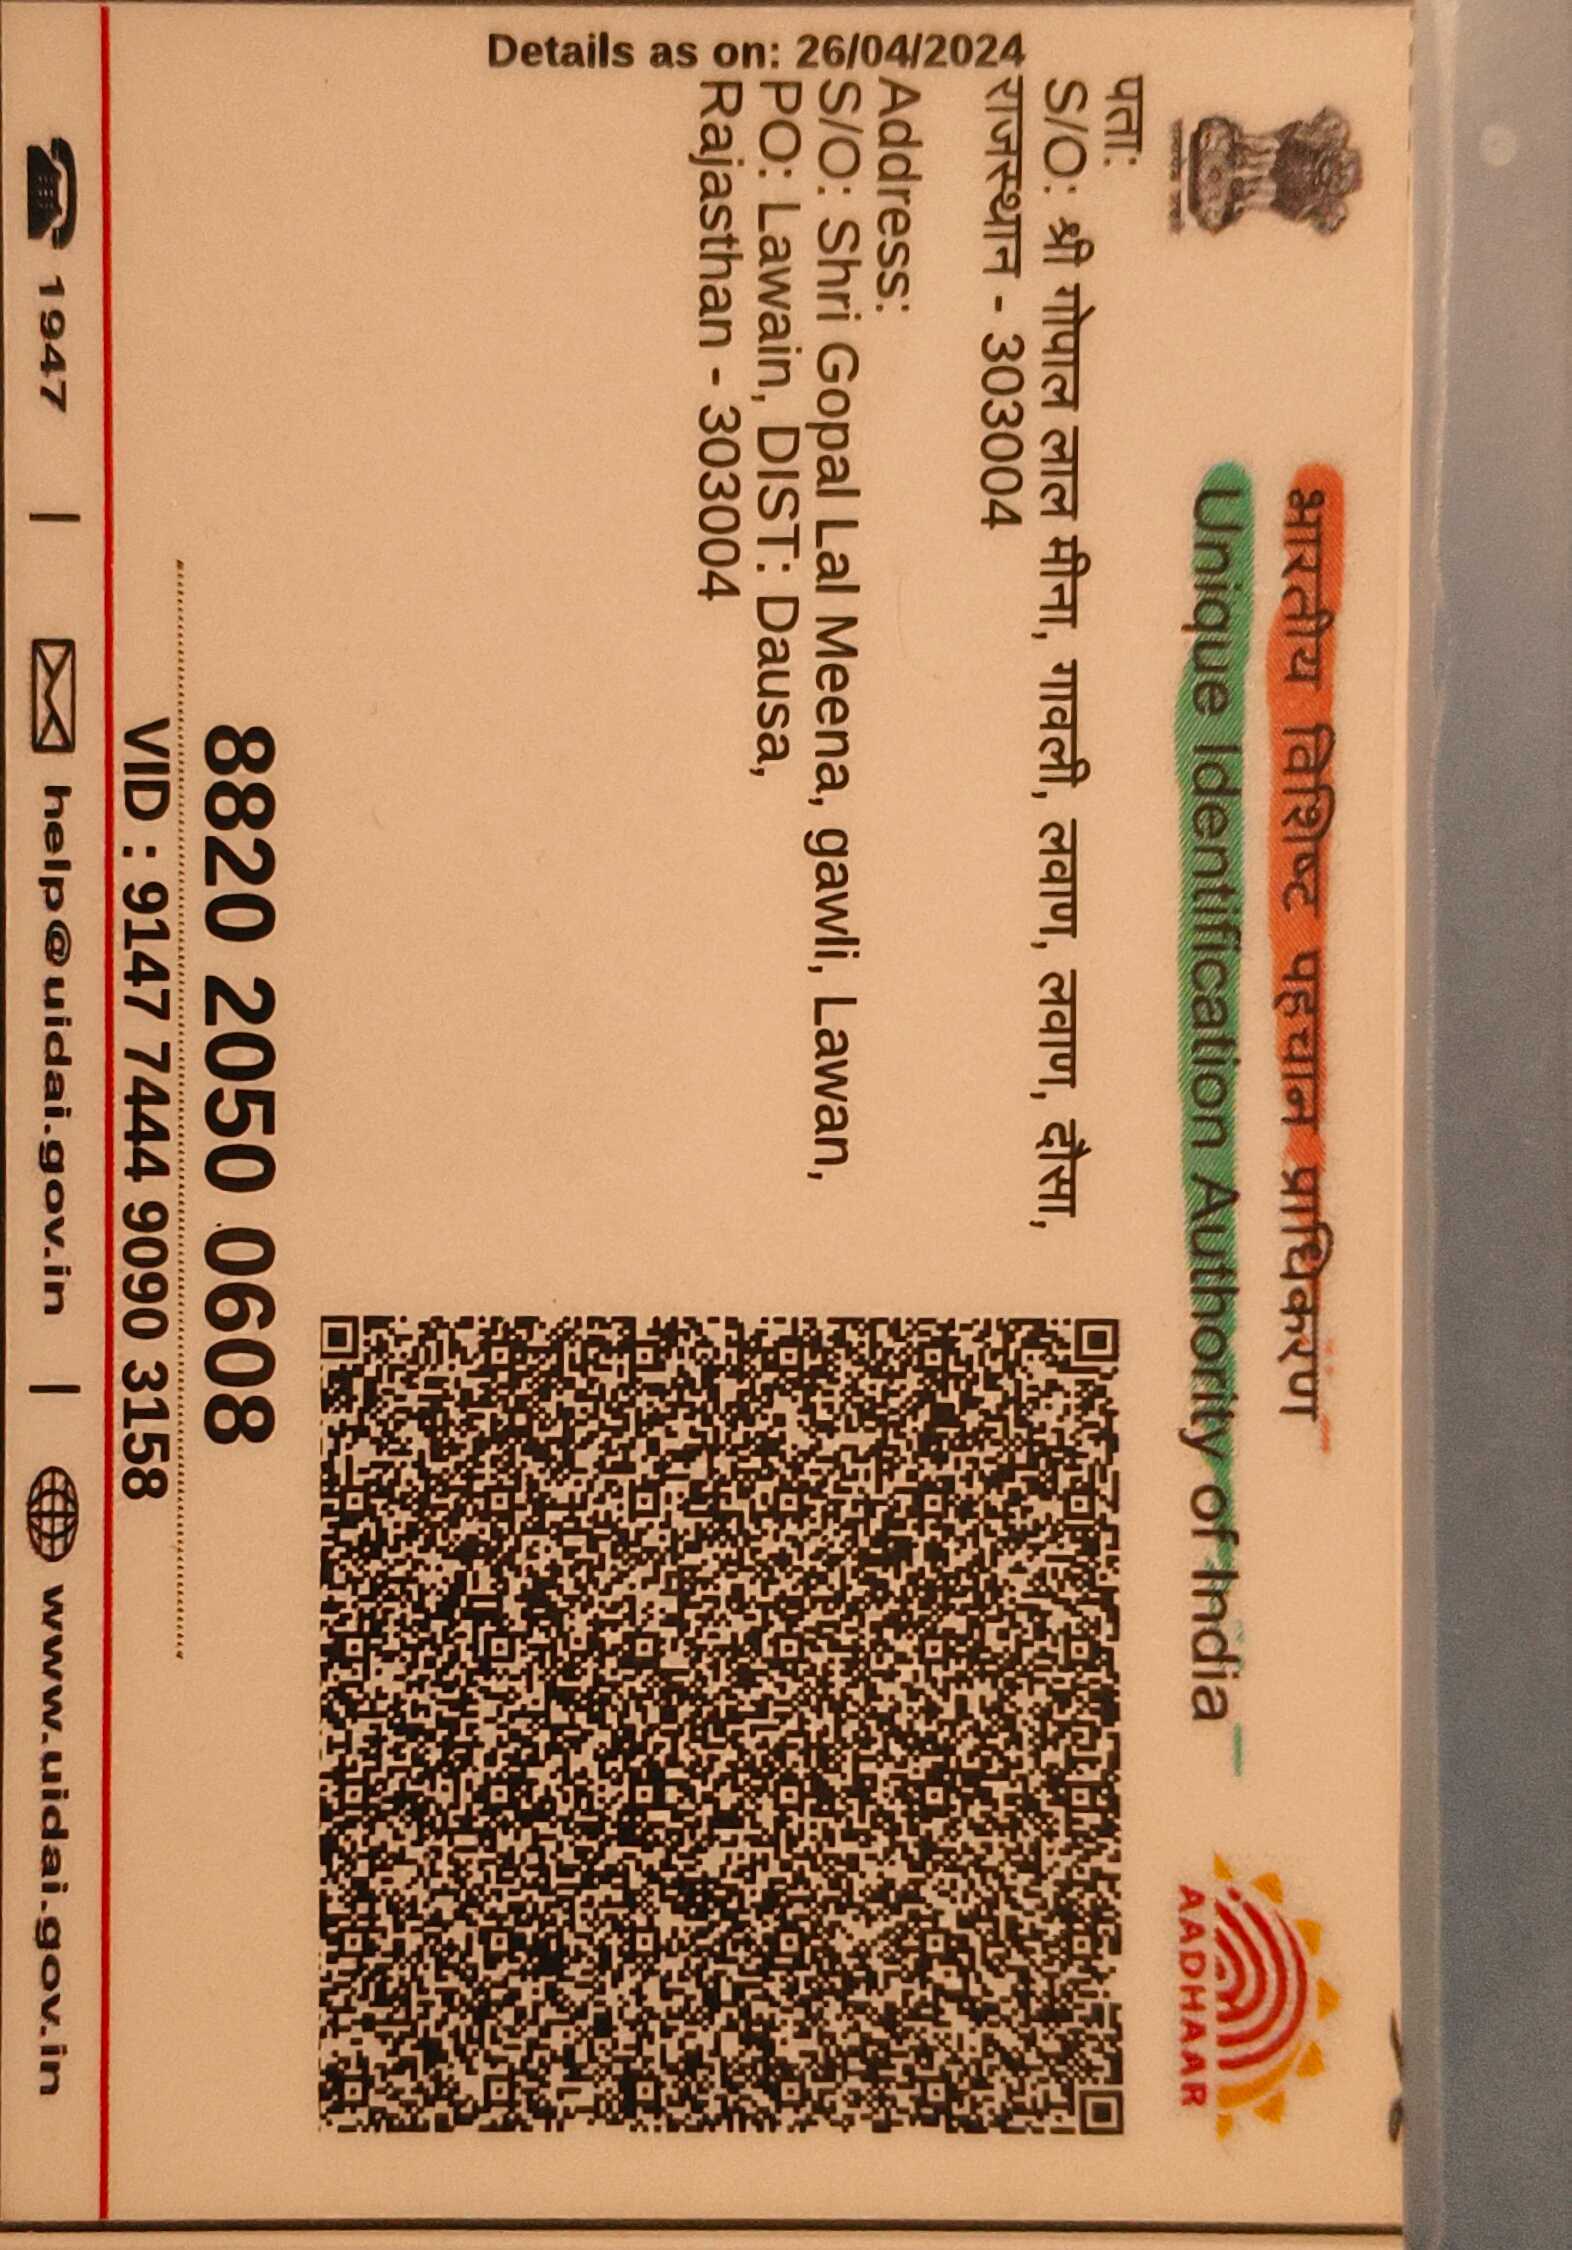 भारतीय विशिष्ट पहचान प्राधिकरण
Unique Identification Authority of India
AADHAAR
Details as on: 26/04/2024
पता:
S/O: श्री गोपाल लाल मीना, गावली, लवाण, लवाण, दौसा,
राजस्थान - 303004
Address:
S/O: Shri Gopal Lal Meena, gawli, Lawan,
PO: Lawain, DIST: Dausa,
Rajasthan - 303004
8820 2050 0608
VID : 9147 7444 9090 3158
1947 | help@uidai.gov.in | www.uidai.gov.in